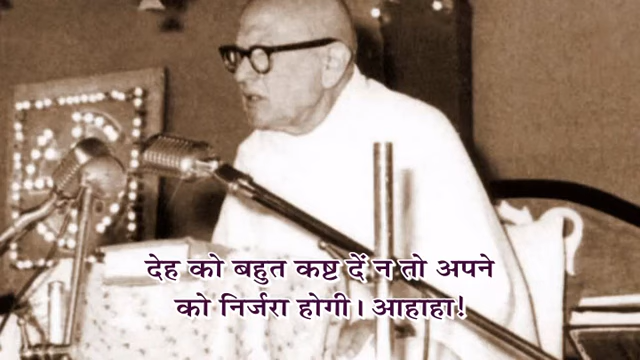 देह को बहुत कष्ट दें न तो अपने
को निर्जरा होगी। आहाहा!